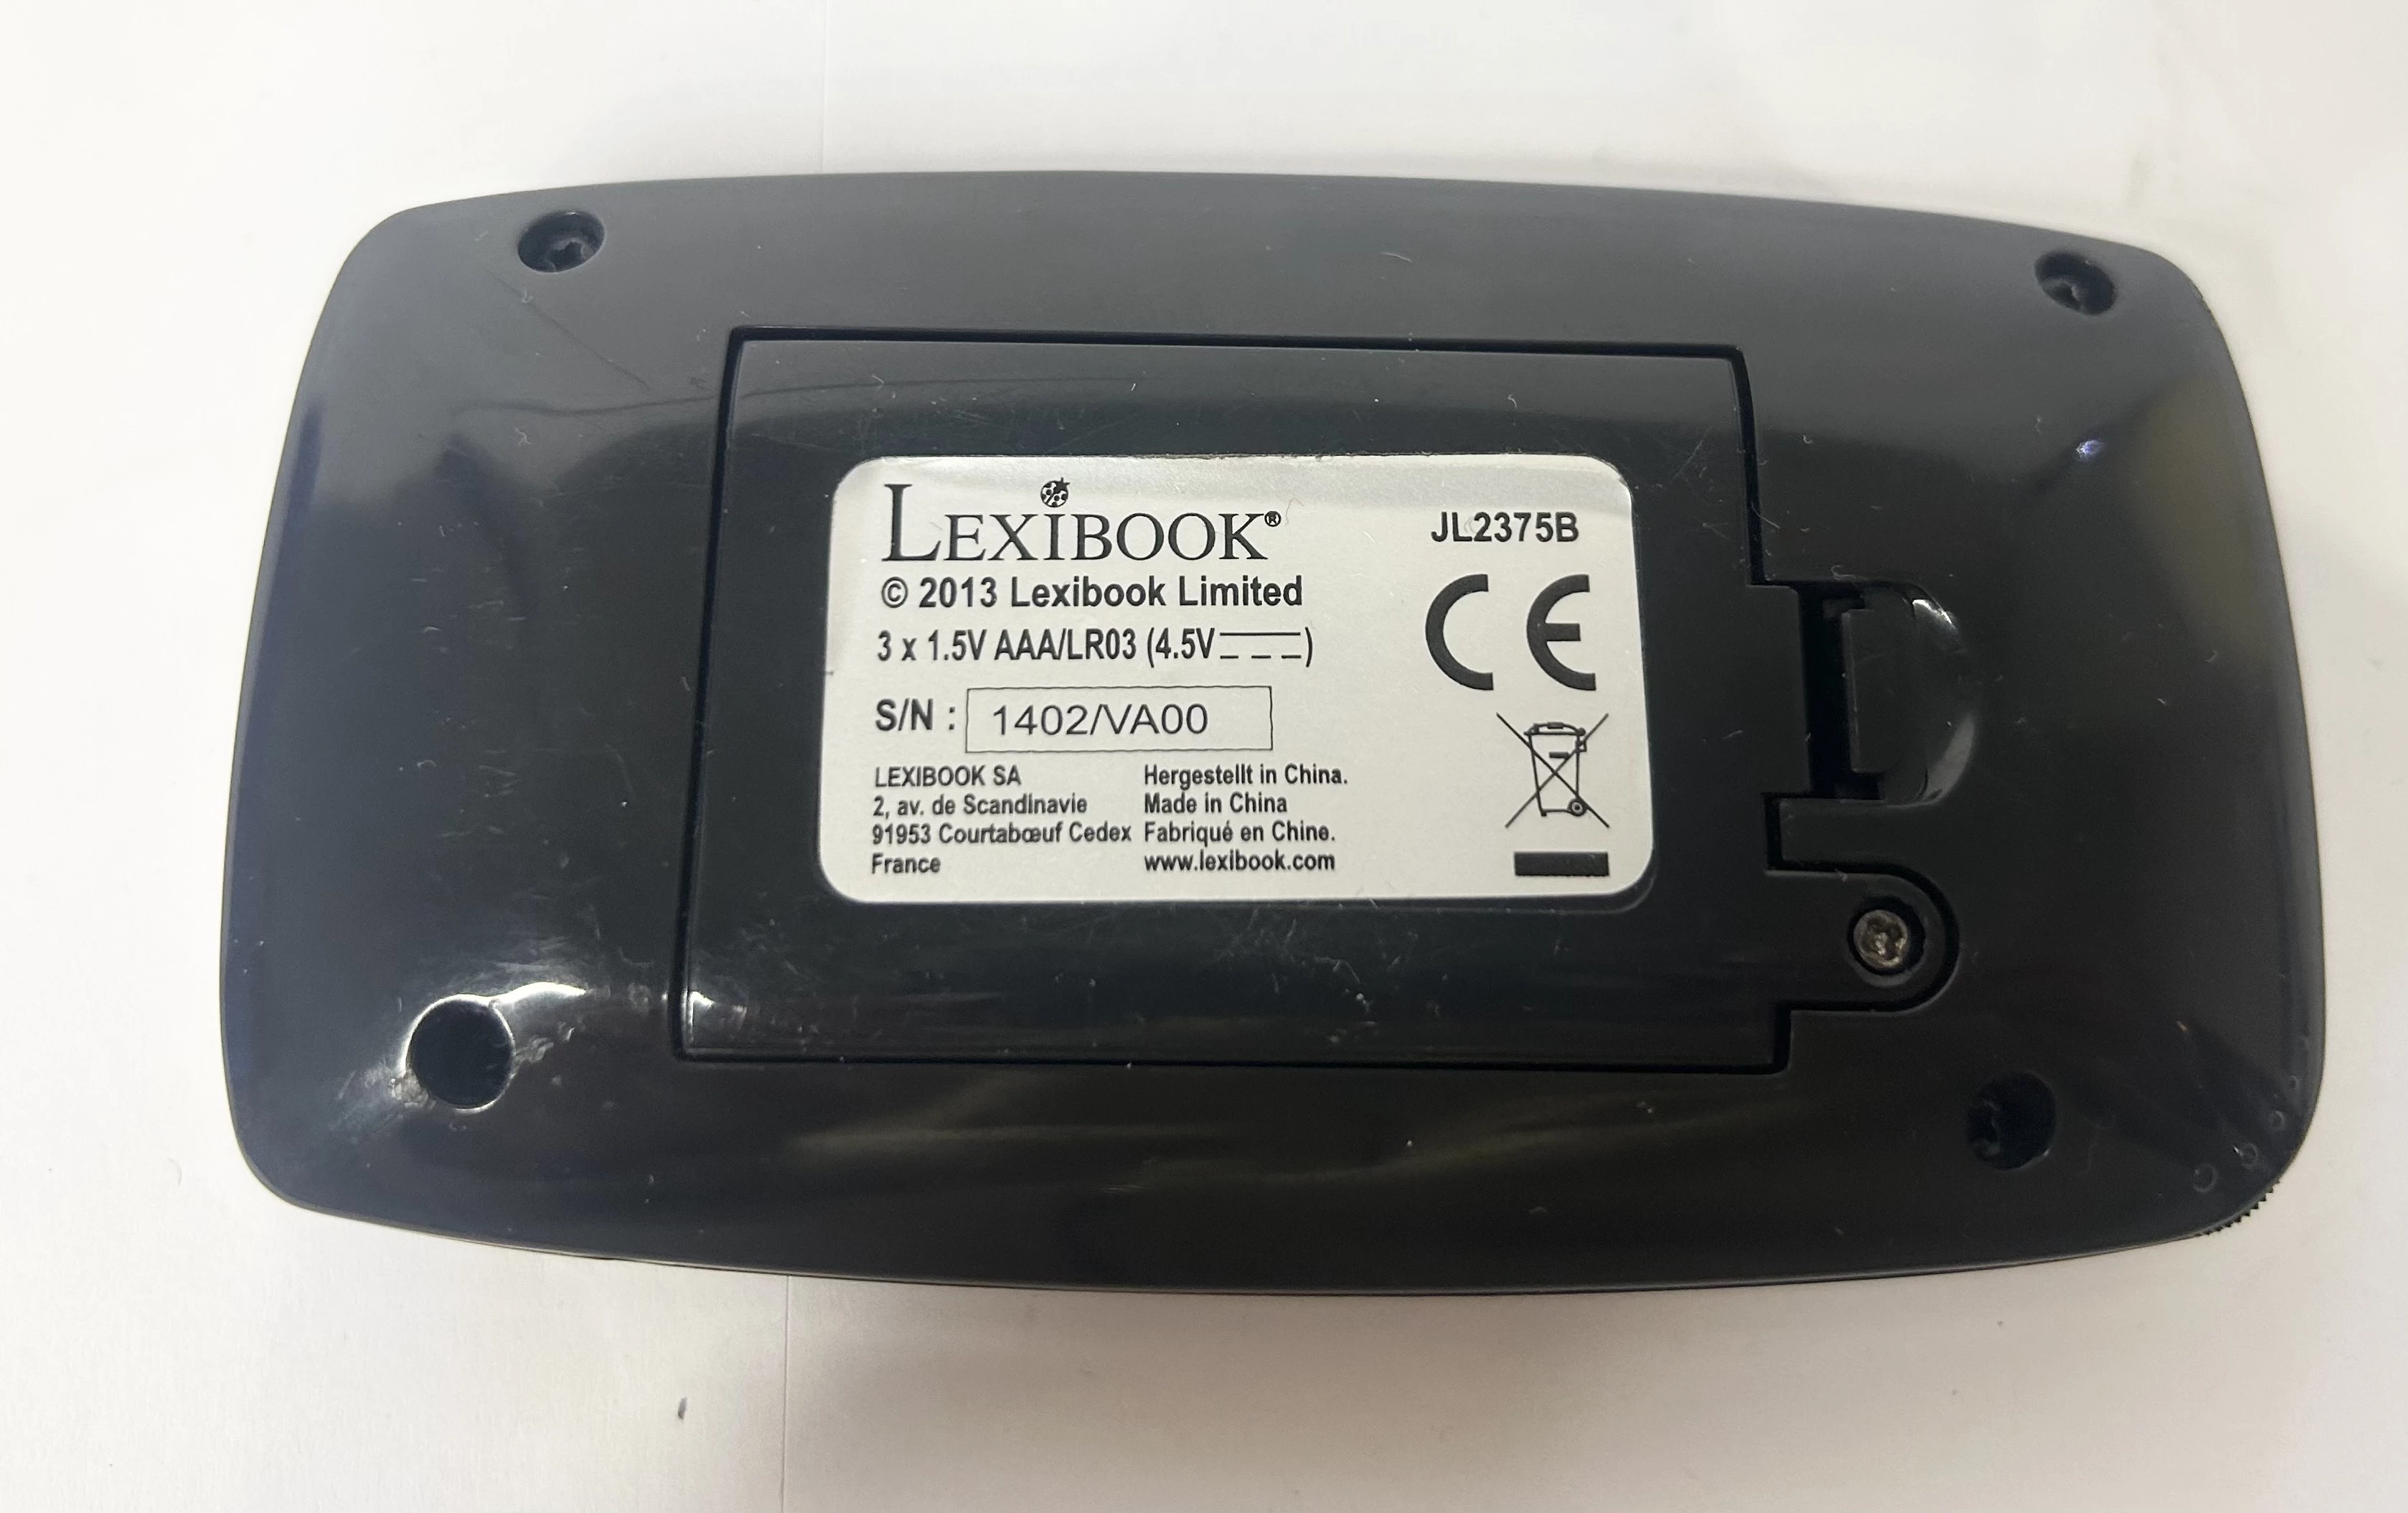 LEXIBOOK®
JL2375B
© 2013 Lexibook Limited
3 x 1.5V AAA/LR03 (4.5V⎓)
CE
S/N : 1402/VA00
LEXIBOOK SA
2, av. de Scandinavie
91953 Courtabœuf Cedex
France
Hergestellt in China.
Made in China
Fabriqué en Chine.
www.lexibook.com